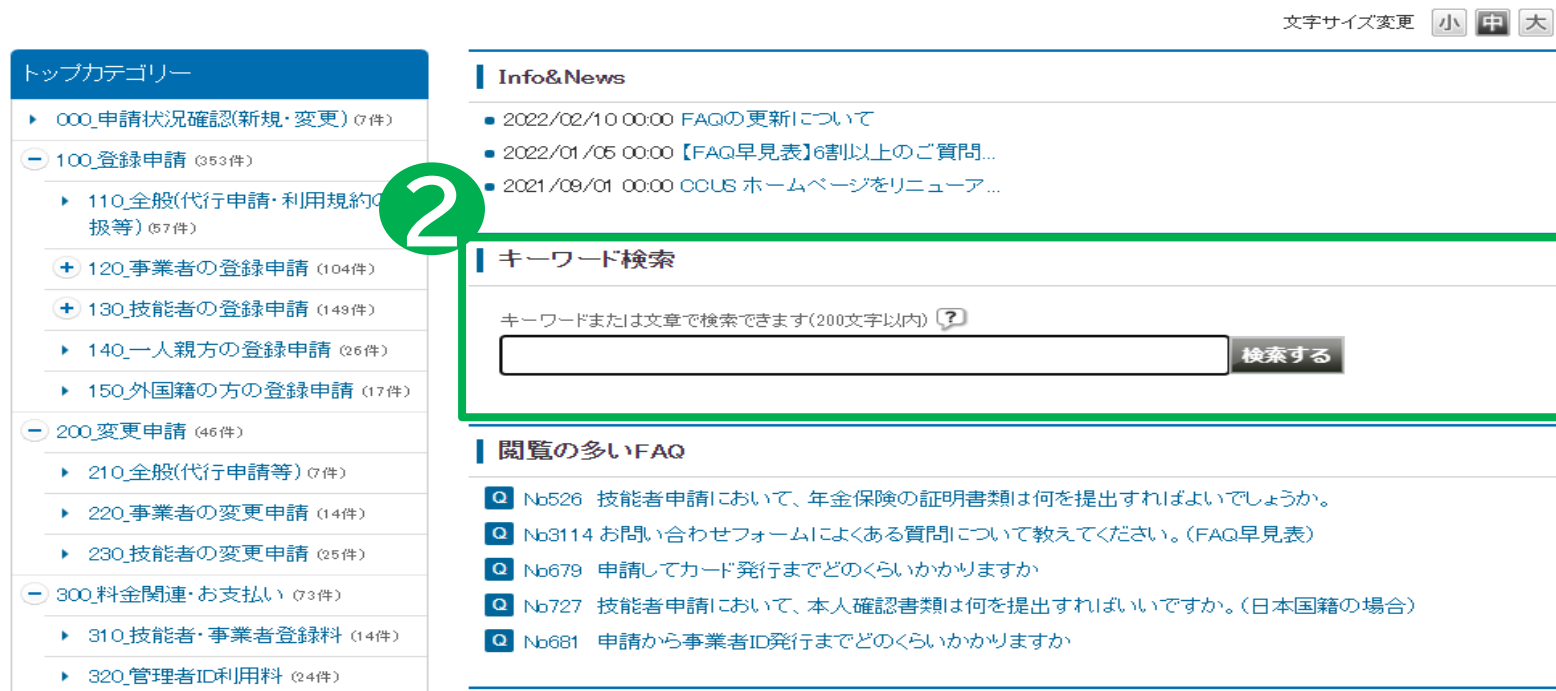 文字サイズ変更 小 中 大
トップカテゴリー
000_申請状況確認(新規・変更) (7件)
100_登録申請 (353件)
110_全般(代行申請・利用規約の
扱等) (57件)
120_事業者の登録申請 (104件)
130_技能者の登録申請 (149件)
140_一人親方の登録申請 (26件)
150_外国籍の方の登録申請 (17件)
200_変更申請 (46件)
210_全般(代行申請等) (7件)
220_事業者の変更申請 (14件)
230_技能者の変更申請 (25件)
300_料金関連・お支払い (73件)
310_技能者・事業者登録料 (14件)
320_管理者ID利用料 (24件)
Info&News
2022/02/10 00:00 FAQの更新について
2022/01/05 00:00 【FAQ早見表】6割以上のご質問...
2021/09/01 00:00 CCUS ホームページをリニューア...
2
キーワード検索
キーワードまたは文章で検索できます(200文字以内) ?
検索する
閲覧の多いFAQ
Q No526 技能者申請において、年金保険の証明書類は何を提出すればよいでしょうか。
Q No3114 お問い合わせフォームによくある質問について教えてください。(FAQ早見表)
Q No679 申請してカード発行までどのくらいかかりますか
Q No727 技能者申請において、本人確認書類は何を提出すればいいですか。(日本国籍の場合)
Q No681 申請から事業者ID発行までどのくらいかかりますか